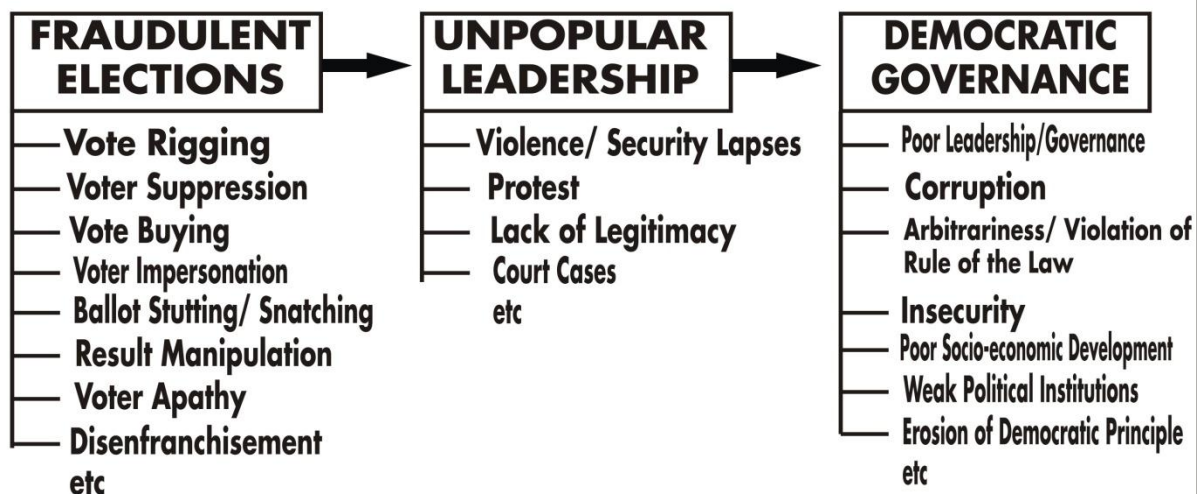 FRAUDULENT
ELECTIONS
Vote Rigging
Voter Suppression
Vote Buying
Voter Impersonation
Ballot Stutting/ Snatching
Result Manipulation
Voter Apathy
Disenfranchisement
etc
UNPOPULAR
LEADERSHIP
Violence/ Security Lapses
Protest
Lack of Legitimacy
Court Cases
etc
DEMOCRATIC
GOVERNANCE
Poor Leadership/Governance
Corruption
Arbitrariness/ Violation of
Rule of the Law
Insecurity
Poor Socio-economic Development
Weak Political Institutions
Erosion of Democratic Principle
etc